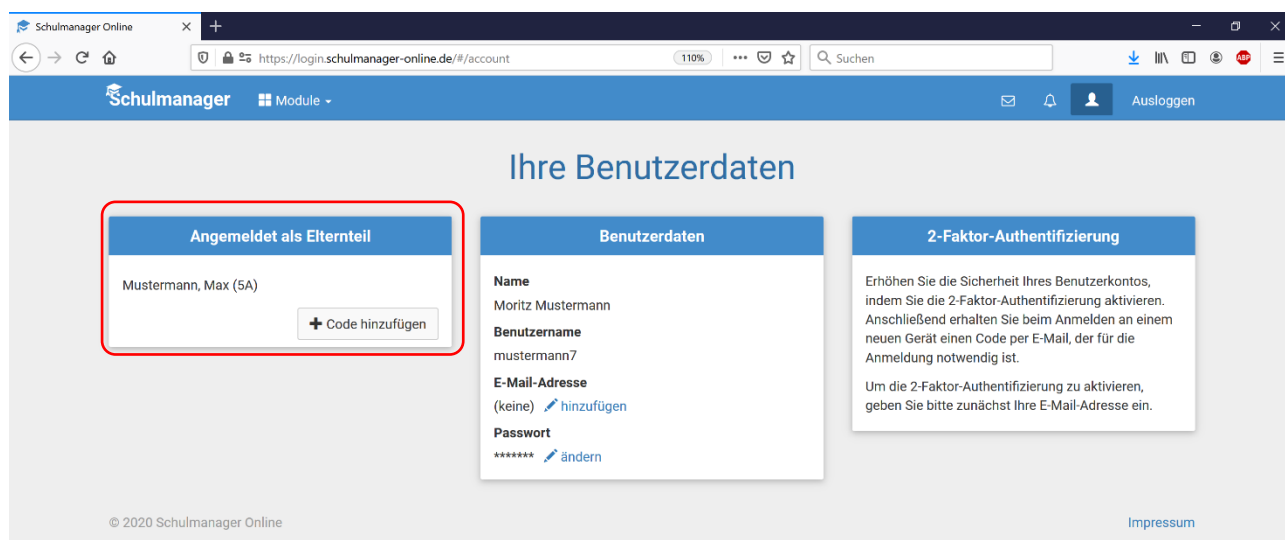 Schulmanager Online
https://login.schulmanager-online.de/#/account
110%
Suchen
Schulmanager
Module
Ausloggen
Ihre Benutzerdaten
Angemeldet als Elternteil
Mustermann, Max (5A)
Code hinzufügen
Benutzerdaten
Name
Moritz Mustermann
Benutzername
mustermann7
E-Mail-Adresse
(keine) hinzufügen
Passwort
******* ändern
2-Faktor-Authentifizierung
Erhöhen Sie die Sicherheit Ihres Benutzerkontos,
indem Sie die 2-Faktor-Authentifizierung aktivieren.
Anschließend erhalten Sie beim Anmelden an einem
neuen Gerät einen Code per E-Mail, der für die
Anmeldung notwendig ist.
Um die 2-Faktor-Authentifizierung zu aktivieren,
geben Sie bitte zunächst Ihre E-Mail-Adresse ein.
© 2020 Schulmanager Online
Impressum
ABP